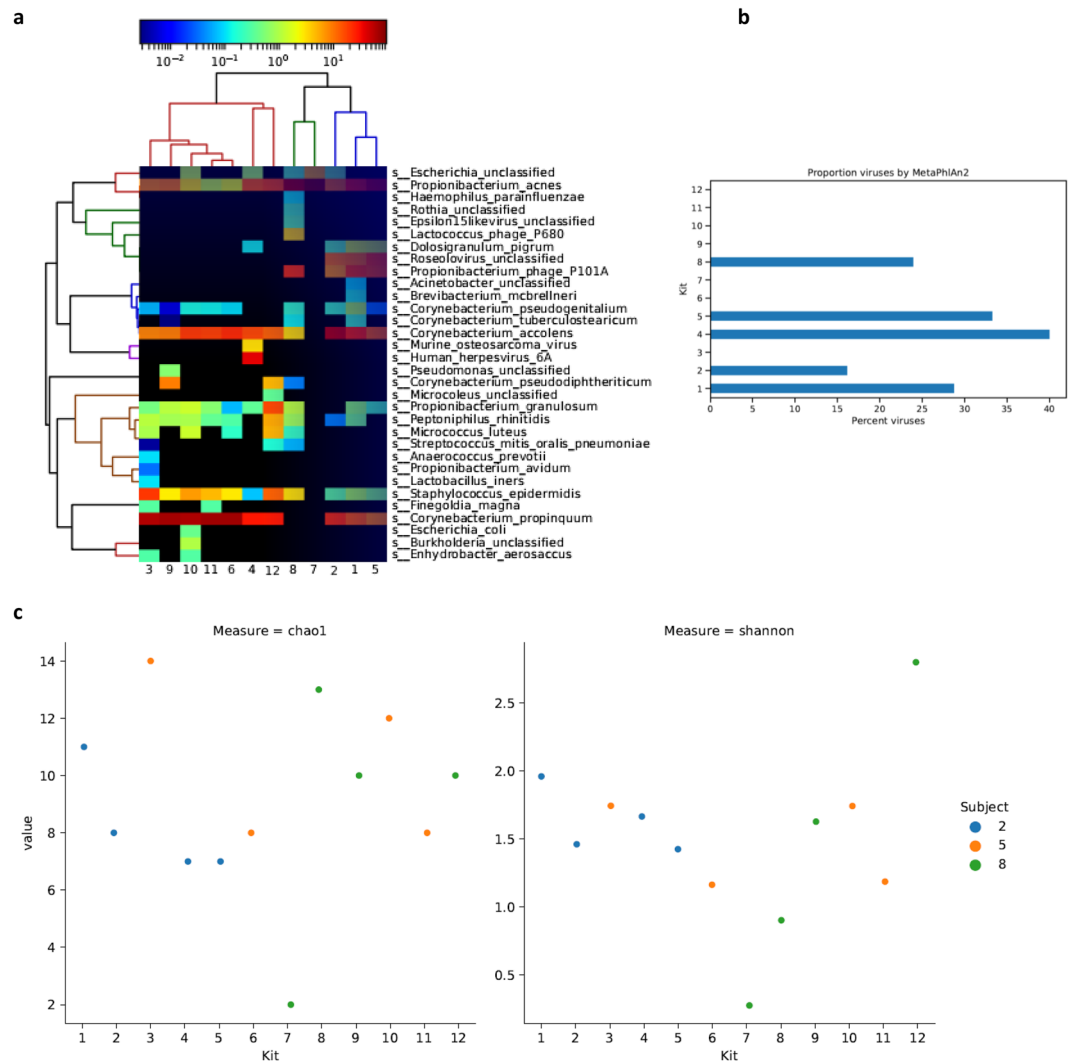 a
b
10^-2 10^-1 10^0 10^1
s__Escherichia_unclassified
s__Propionibacterium_acnes
s__Haemophilus_parainfluenzae
s__Rothia_unclassified
s__Epsilon15likevirus_unclassified
s__Lactococcus_phage_P680
s__Dolosigranulum_pigrum
s__Roseolovirus_unclassified
s__Propionibacterium_phage_P101A
s__Acinetobacter_unclassified
s__Brevibacterium_mcbrellneri
s__Corynebacterium_pseudogenitalium
s__Corynebacterium_tuberculostearicum
s__Corynebacterium_accolens
s__Murine_osteosarcoma_virus
s__Human_herpesvirus_6A
s__Pseudomonas_unclassified
s__Corynebacterium_pseudodiphtheriticum
s__Microcoleus_unclassified
s__Propionibacterium_granulosum
s__Peptoniphilus_rhinitidis
s__Micrococcus_luteus
s__Streptococcus_mitis_oralis_pneumoniae
s__Anaerococcus_prevotii
s__Propionibacterium_avidum
s__Lactobacillus_iners
s__Staphylococcus_epidermidis
s__Finegoldia_magna
s__Corynebacterium_propinquum
s__Escherichia_coli
s__Burkholderia_unclassified
s__Enhydrobacter_aerosaccus
3 9 10 11 6 4 12 8 7 2 1 5
Proportion viruses by MetaPhlAn2
12
11
10
9
8
7
6
5
4
3
2
1
Kit
0 5 10 15 20 25 30 35 40
Percent viruses
c
Measure = chao1
14
12
10
8
6
4
2
value
1 2 3 4 5 6 7 8 9 10 11 12
Kit
Measure = shannon
2.5
2.0
1.5
1.0
0.5
1 2 3 4 5 6 7 8 9 10 11 12
Kit
Subject
2
5
8